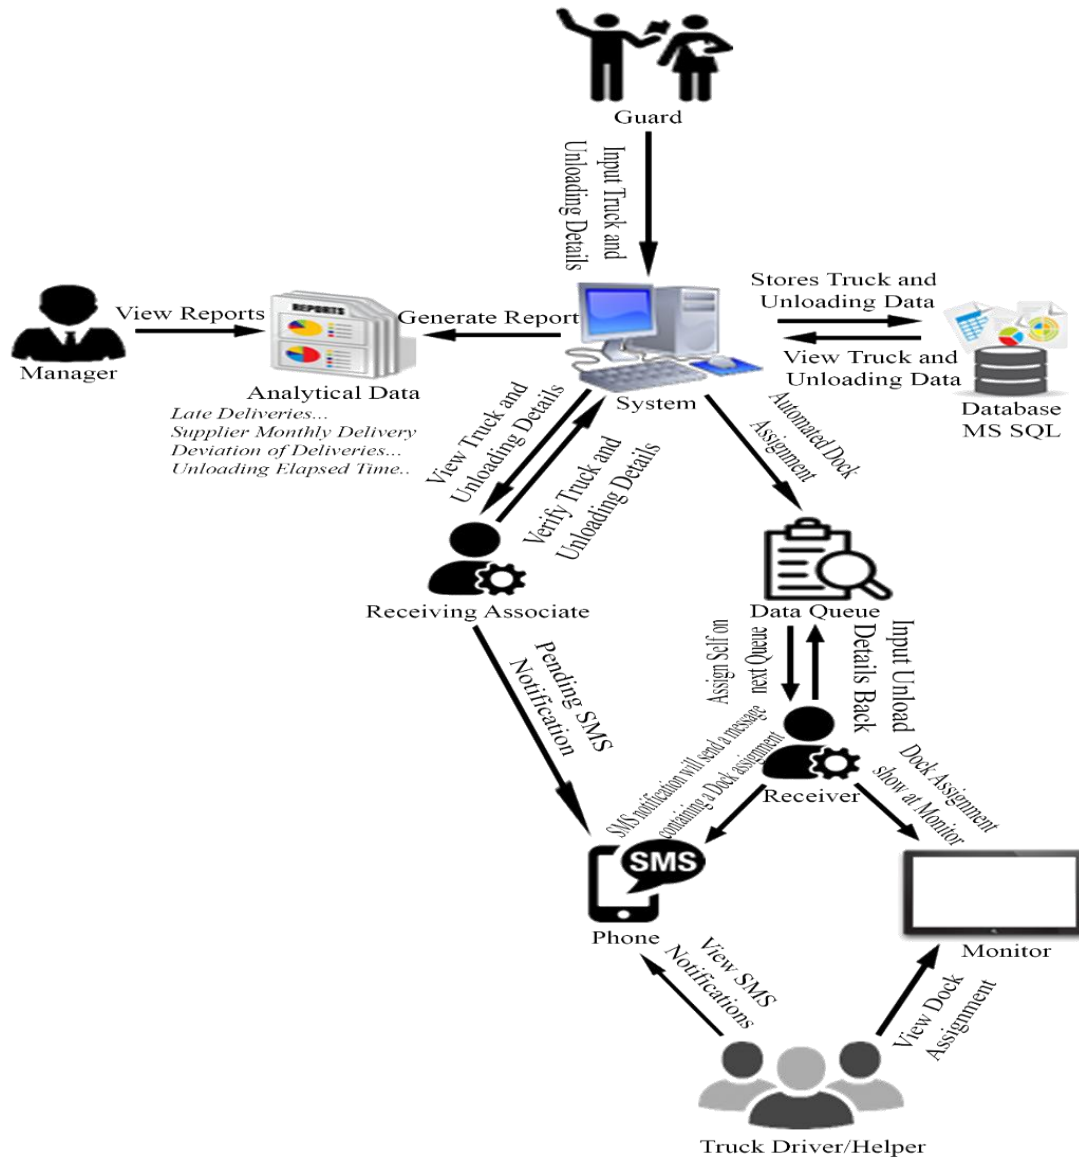 Guard
Input Truck and
Unloading Details
Stores Truck and
Unloading Data
View Reports
REPORTS
Generate Report
View Truck and
Unloading Data
Manager
Analytical Data
Late Deliveries...
Supplier Monthly Delivery
Deviation of Deliveries...
Unloading Elapsed Time..
System
Database
MS SQL
View Truck and
Unloading Details
Verify Truck and
Unloading Details
Automated Dock
Assignment
Receiving Associate
Data Queue
Assign Self on
next Quene
Input Unload
Details Back
Pending SMS
Notification
SMS notification will send a message
containing a Dock assignment
Receiver
Dock Assignment
show at Monitor
SMS
Phone
Monitor
View SMS
Notifications
View Dock
Assignment
Truck Driver/Helper